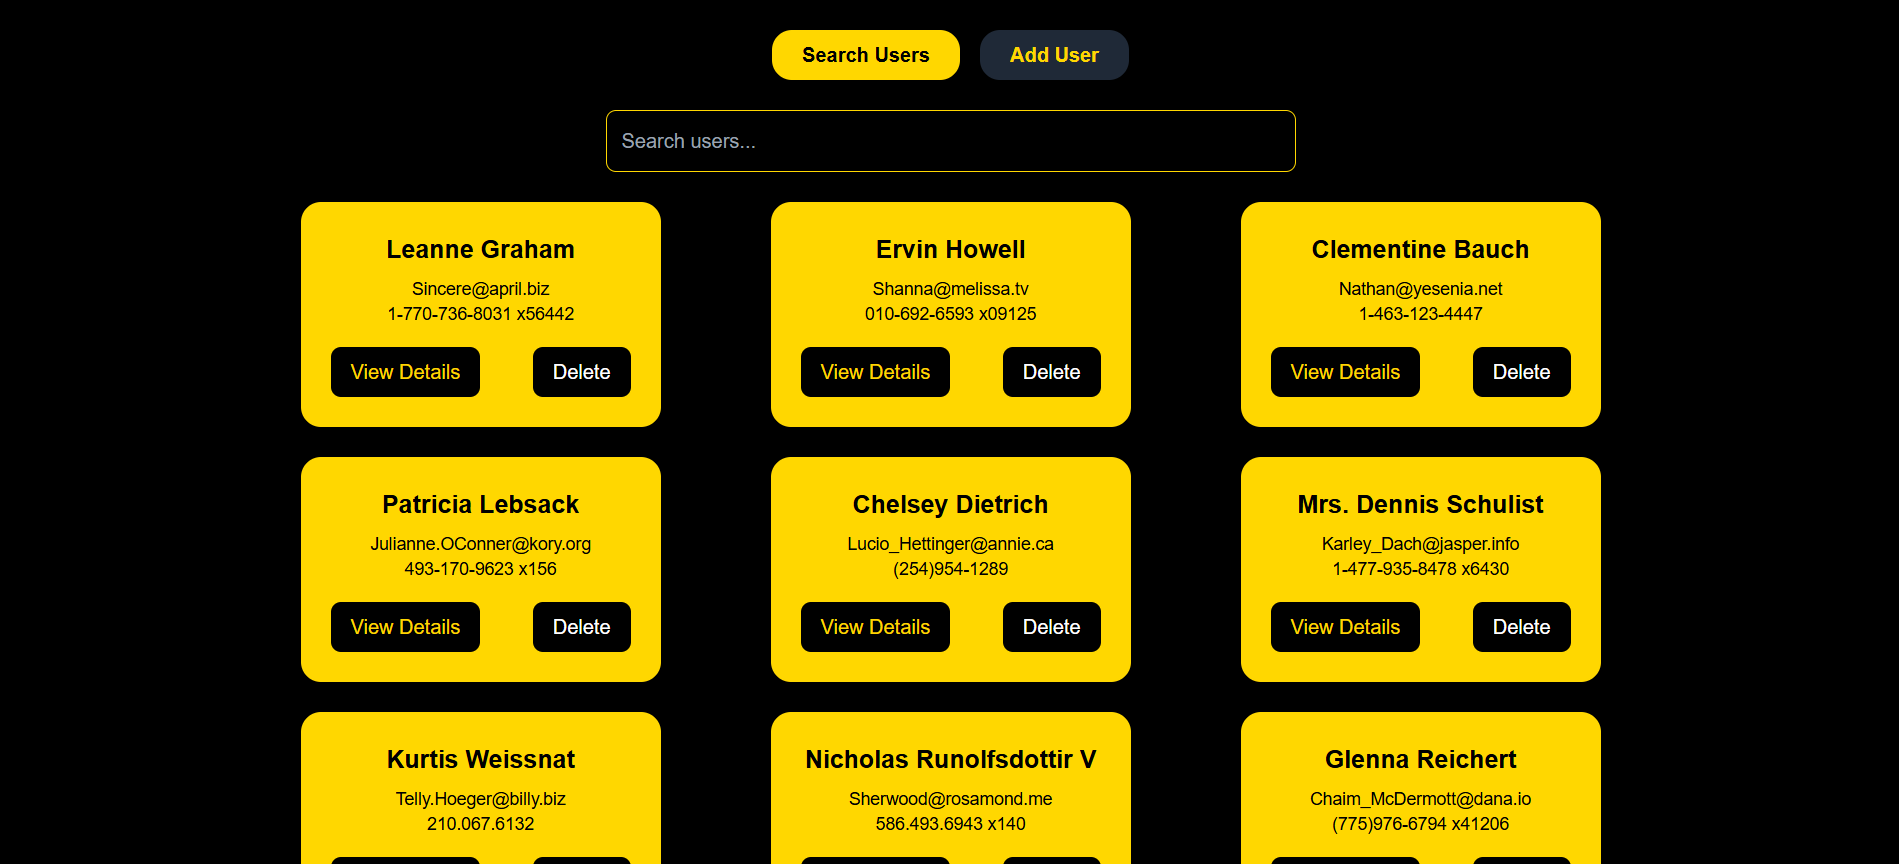 Search Users
Add User
Search users...
Leanne Graham
Sincere@april.biz
1-770-736-8031 x56442
View Details
Delete
Ervin Howell
Shanna@melissa.tv
010-692-6593 x09125
View Details
Delete
Clementine Bauch
Nathan@yesenia.net
1-463-123-4447
View Details
Delete
Patricia Lebsack
Julianne.OConner@kory.org
493-170-9623 x156
View Details
Delete
Chelsey Dietrich
Lucio_Hettinger@annie.ca
(254)954-1289
View Details
Delete
Mrs. Dennis Schulist
Karley_Dach@jasper.info
1-477-935-8478 x6430
View Details
Delete
Kurtis Weissnat
Telly.Hoeger@billy.biz
210.067.6132
Nicholas Runolfsdottir V
Sherwood@rosamond.me
586.493.6943 x140
Glenna Reichert
Chaim_McDermott@dana.io
(775)976-6794 x41206